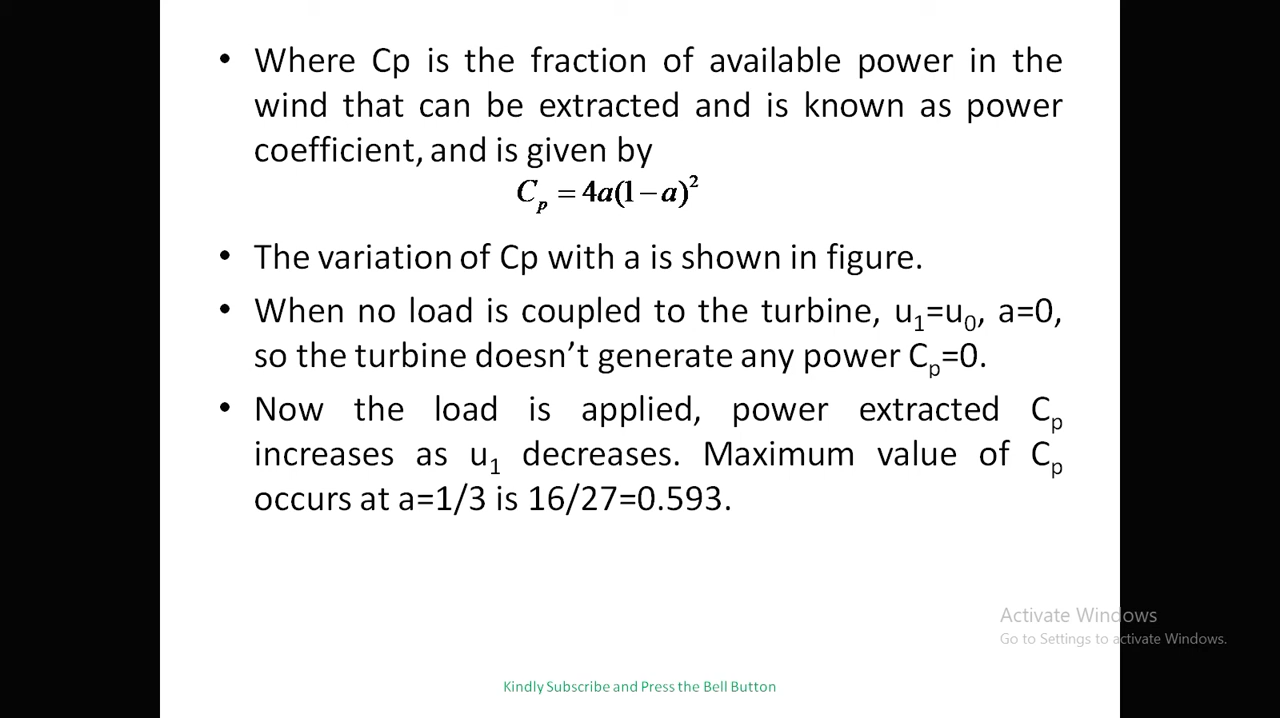 • Where Cp is the fraction of available power in the
wind that can be extracted and is known as power
coefficient, and is given by
C_p = 4a(1−a)²
• The variation of Cp with a is shown in figure.
• When no load is coupled to the turbine, u₁=u₀, a=0,
so the turbine doesn’t generate any power Cₚ=0.
• Now the load is applied, power extracted Cₚ
increases as u₁ decreases. Maximum value of Cₚ
occurs at a=1/3 is 16/27=0.593.
Activate Windows
Go to Settings to activate Windows.
Kindly Subscribe and Press the Bell Button